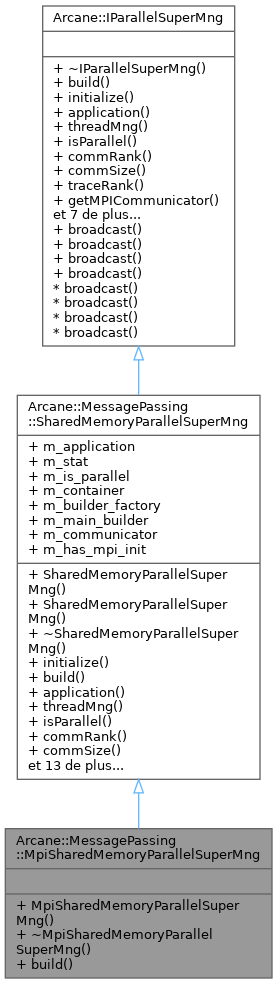 Arcane::IParallelSuperMng
+ ~IParallelSuperMng()
+ build()
+ initialize()
+ application()
+ threadMng()
+ isParallel()
+ commRank()
+ commSize()
+ traceRank()
+ getMPICommunicator()
et 7 de plus...
+ broadcast()
+ broadcast()
+ broadcast()
+ broadcast()
* broadcast()
* broadcast()
* broadcast()
* broadcast()
Arcane::MessagePassing
::SharedMemoryParallelSuperMng
+ m_application
+ m_stat
+ m_is_parallel
+ m_container
+ m_builder_factory
+ m_main_builder
+ m_communicator
+ m_has_mpi_init
+ SharedMemoryParallelSuper
Mng()
+ SharedMemoryParallelSuper
Mng()
+ ~SharedMemoryParallelSuper
Mng()
+ initialize()
+ build()
+ application()
+ threadMng()
+ isParallel()
+ commRank()
+ commSize()
et 13 de plus...
Arcane::MessagePassing
::MpiSharedMemoryParallelSuperMng
+ MpiSharedMemoryParallelSuper
Mng()
+ ~MpiSharedMemoryParallel
SuperMng()
+ build()